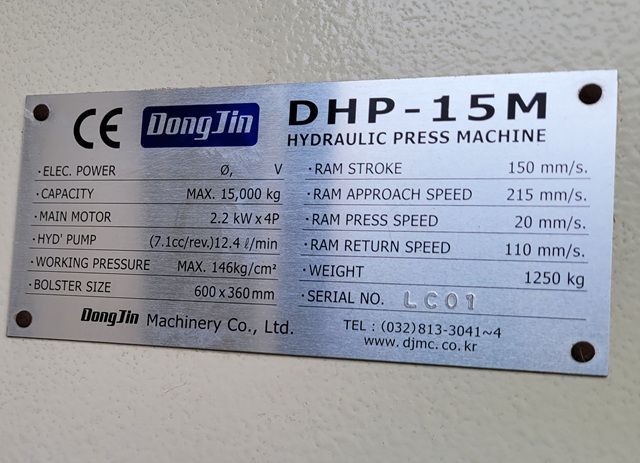 CE DongJin DHP-15M
HYDRAULIC PRESS MACHINE
·ELEC. POWER Ø, V
·CAPACITY MAX. 15,000 kg
·MAIN MOTOR 2.2 kW x 4P
·HYD' PUMP (7.1cc/rev.)12.4 ℓ/min
·WORKING PRESSURE MAX. 146kg/cm²
·BOLSTER SIZE 600 x 360 mm
·RAM STROKE 150 mm/s.
·RAM APPROACH SPEED 215 mm/s.
·RAM PRESS SPEED 20 mm/s.
·RAM RETURN SPEED 110 mm/s.
·WEIGHT 1250 kg
·SERIAL NO. LC01
DongJin Machinery Co., Ltd.
TEL : (032)813-3041~4
www.djmc.co.kr